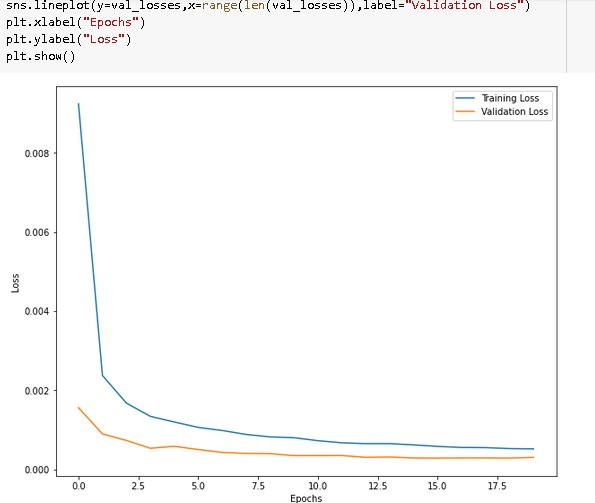 sns.lineplot(y=val_losses,x=range(len(val_losses)),label="Validation Loss")
plt.xlabel("Epochs")
plt.ylabel("Loss")
plt.show()
Training Loss
Validation Loss
0.008
0.006
0.004
0.002
0.000
Loss
0.0 2.5 5.0 7.5 10.0 12.5 15.0 17.5
Epochs